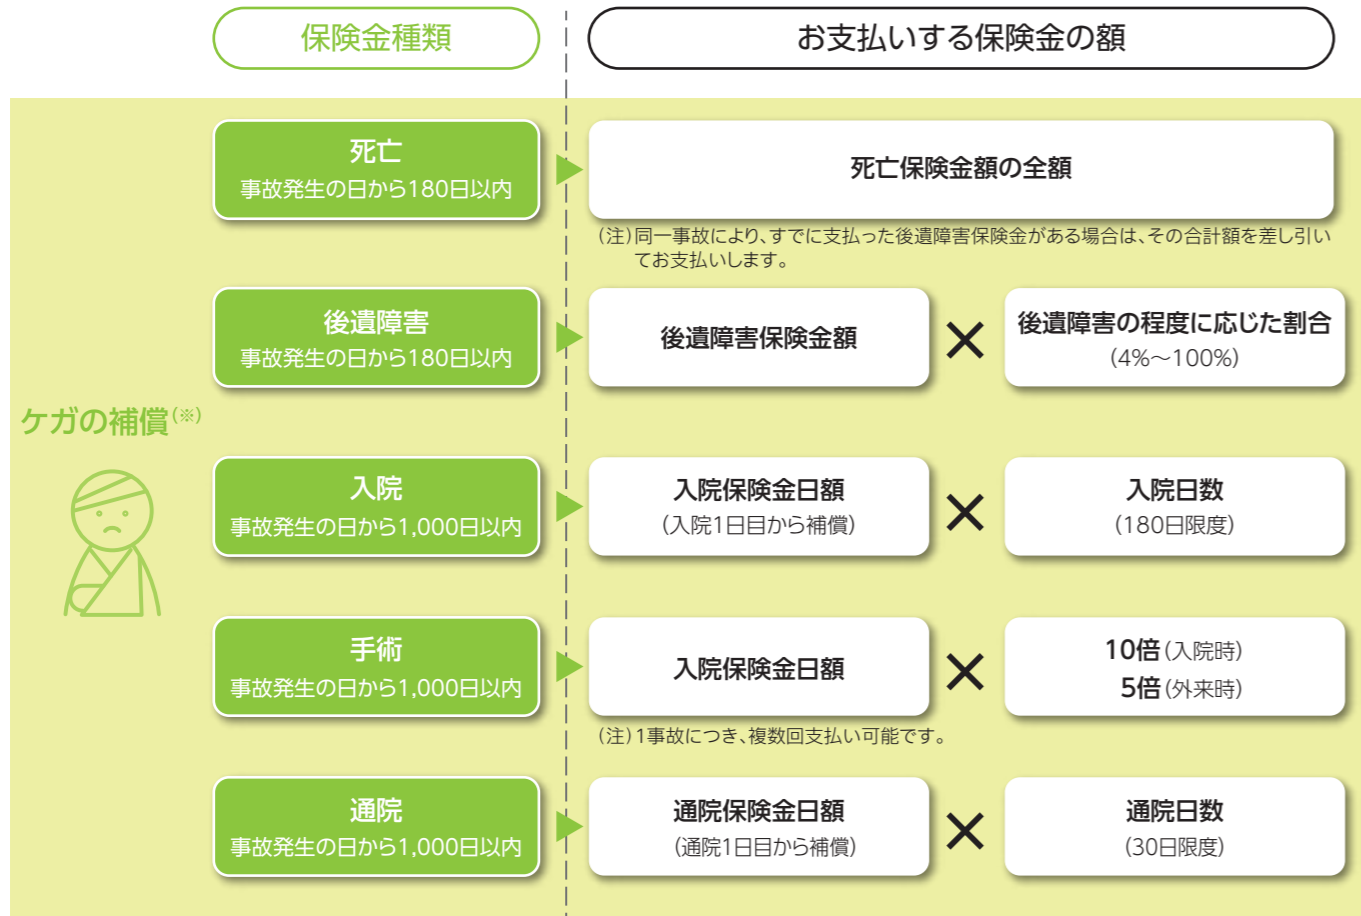 保険金種類
お支払いする保険金の額
ケガの補償(※)
死亡
事故発生の日から180日以内
死亡保険金額の全額
(注)同一事故により、すでに支払った後遺障害保険金がある場合は、その合計額を差し引い
てお支払いします。
後遺障害
事故発生の日から180日以内
後遺障害保険金額
×
後遺障害の程度に応じた割合
(4%～100%)
入院
事故発生の日から1,000日以内
入院保険金日額
(入院1日目から補償)
×
入院日数
(180日限度)
手術
事故発生の日から1,000日以内
入院保険金日額
×
10倍(入院時)
5倍(外来時)
(注)1事故につき、複数回支払い可能です。
通院
事故発生の日から1,000日以内
通院保険金日額
(通院1日目から補償)
×
通院日数
(30日限度)